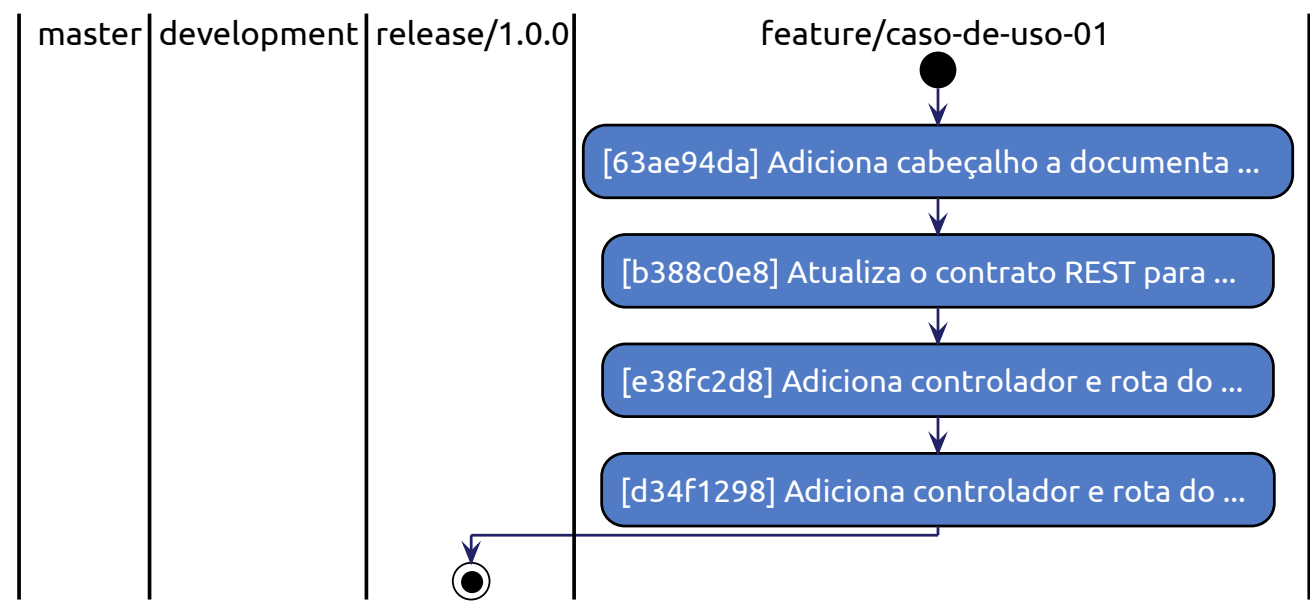 master development release/1.0.0 feature/caso-de-uso-01
[63ae94da] Adiciona cabeçalho a documenta ...
[b388c0e8] Atualiza o contrato REST para ...
[e38fc2d8] Adiciona controlador e rota do ...
[d34f1298] Adiciona controlador e rota do ...